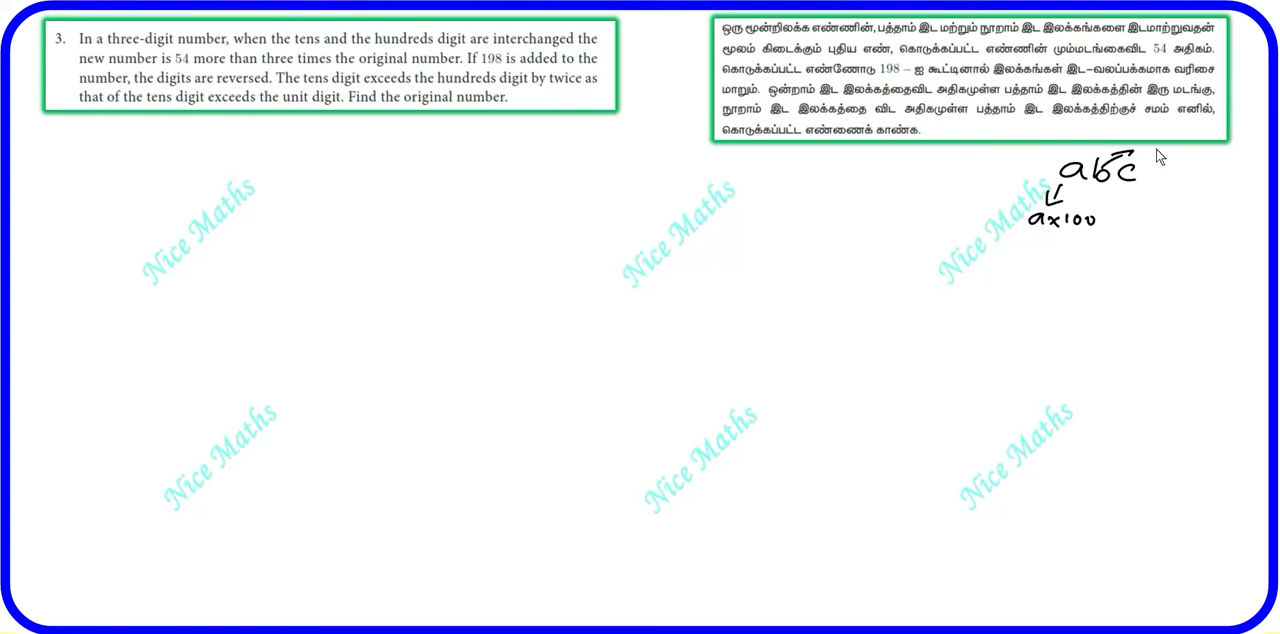 3. In a three-digit number, when the tens and the hundreds digit are interchanged the
new number is 54 more than three times the original number. If 198 is added to the
number, the digits are reversed. The tens digit exceeds the hundreds digit by twice as
that of the tens digit exceeds the unit digit. Find the original number.
ஒரு மூன்றிலக்க எண்ணின், பத்தாம் இட மற்றும் நூறாம் இட இலக்கங்களை இடமாற்றுவதன்
மூலம் கிடைக்கும் புதிய எண், கொடுக்கப்பட்ட எண்ணின் மும்மடங்கைவிட 54 அதிகம்.
கொடுக்கப்பட்ட எண்ணோடு 198 – ஐ கூட்டினால் இலக்கங்கள் இட–வலப்பக்கமாக வரிசை
மாறும். ஒன்றாம் இட இலக்கத்தைவிட அதிகமுள்ள பத்தாம் இட இலக்கத்தின் இரு மடங்கு,
நூறாம் இட இலக்கத்தை விட அதிகமுள்ள பத்தாம் இட இலக்கத்திற்குச் சமம் எனில்,
கொடுக்கப்பட்ட எண்ணைக் காண்க.
abc
a×100
Nice Maths
Nice Maths
Nice Maths
Nice Maths
Nice Maths
Nice Maths